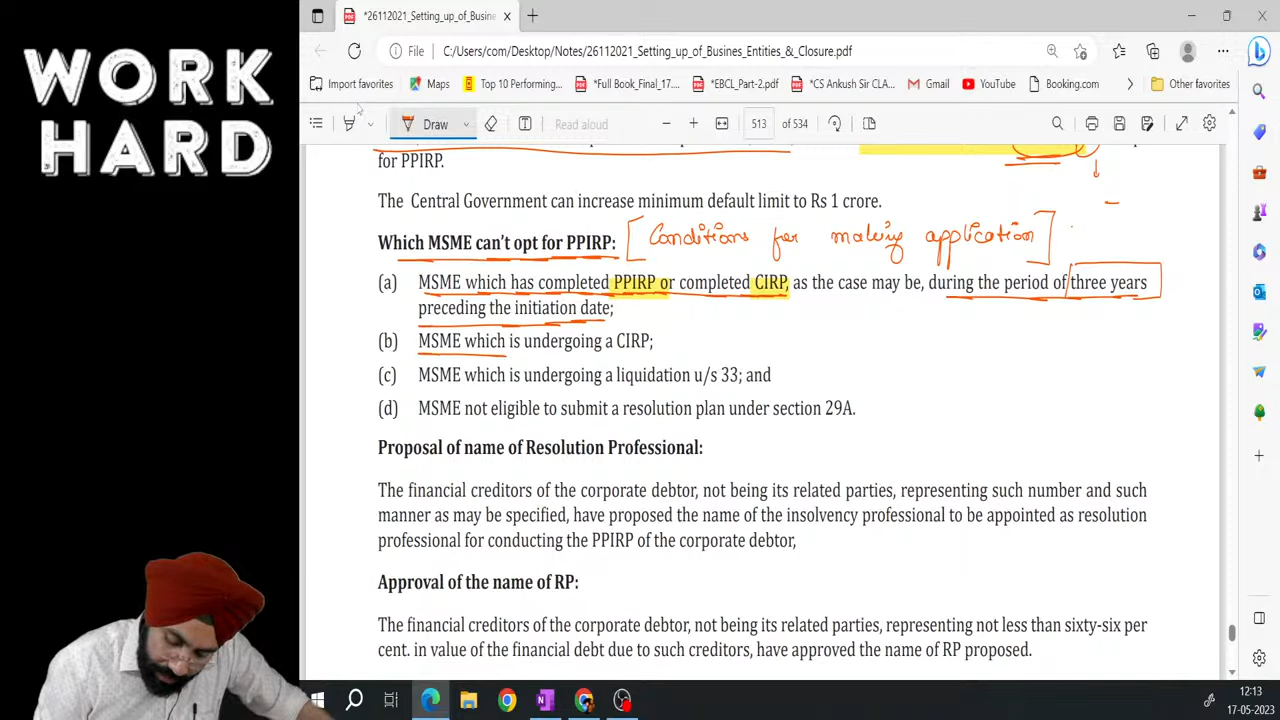 WORK
HARD
*26112021_Setting_up_of_Busine
File
C:/Users/com/Desktop/Notes/26112021_Setting_up_of_Busines_Entities_&_Closure.pdf
Import favorites
Maps
Top 10 Performing...
*Full Book_Final_17....
*EBCL_Part-2.pdf
*CS Ankush Sir CLA...
Gmail
YouTube
Booking.com
Other favorites
Draw
Read aloud
513
of 534
for PPIRP.
The Central Government can increase minimum default limit to Rs 1 crore.
Which MSME can't opt for PPIRP: [Conditions for making application]
(a) MSME which has completed PPIRP or completed CIRP, as the case may be, during the period of three years
preceding the initiation date;
(b) MSME which is undergoing a CIRP;
(c) MSME which is undergoing a liquidation u/s 33; and
(d) MSME not eligible to submit a resolution plan under section 29A.
Proposal of name of Resolution Professional:
The financial creditors of the corporate debtor, not being its related parties, representing such number and such
manner as may be specified, have proposed the name of the insolvency professional to be appointed as resolution
professional for conducting the PPIRP of the corporate debtor,
Approval of the name of RP:
The financial creditors of the corporate debtor, not being its related parties, representing not less than sixty-six per
cent. in value of the financial debt due to such creditors, have approved the name of RP proposed.
12:13
17-05-2023